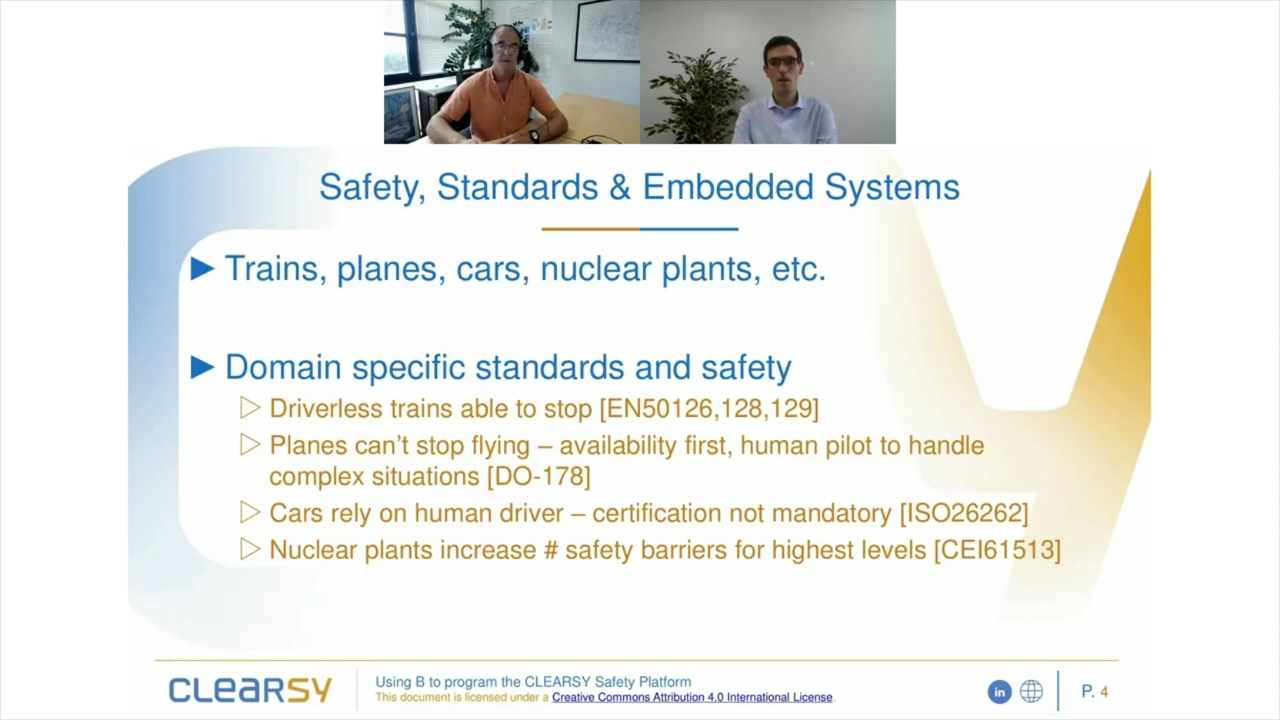 Safety, Standards & Embedded Systems
Trains, planes, cars, nuclear plants, etc.
Domain specific standards and safety
Driverless trains able to stop [EN50126,128,129]
Planes can’t stop flying – availability first, human pilot to handle
complex situations [DO-178]
Cars rely on human driver – certification not mandatory [ISO26262]
Nuclear plants increase # safety barriers for highest levels [CEI61513]
CLEARSY
Using B to program the CLEARSY Safety Platform
This document is licensed under a Creative Commons Attribution 4.0 International License.
in
P. 4